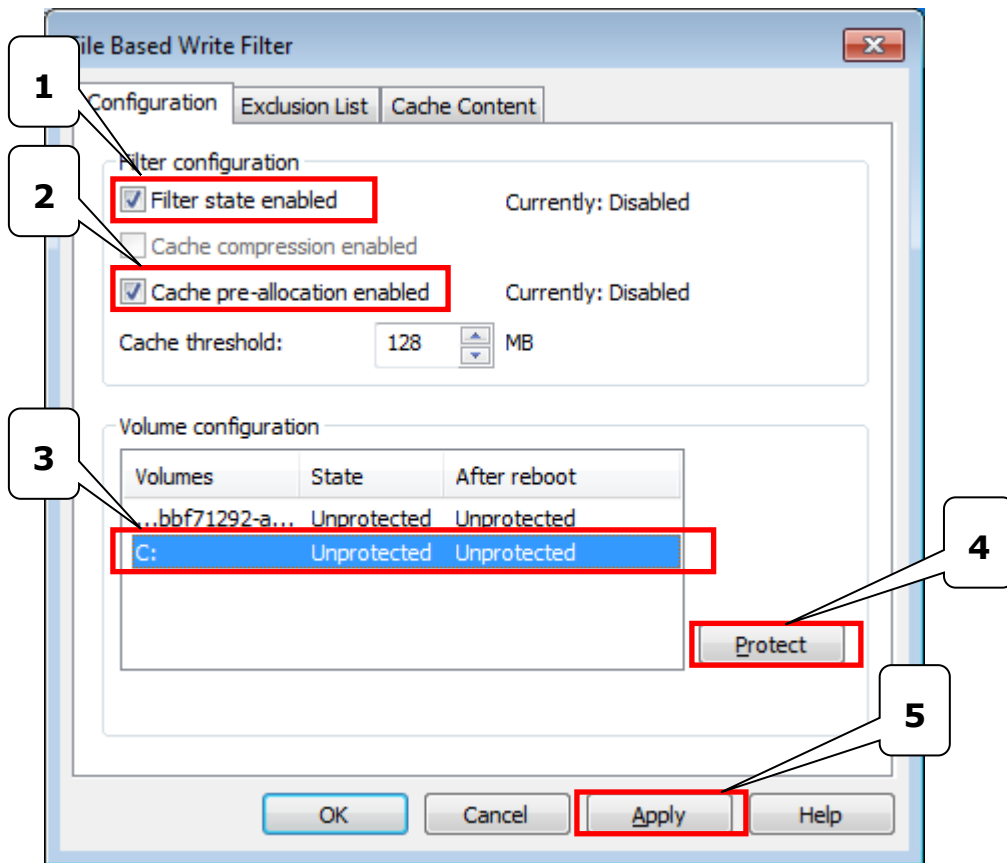 File Based Write Filter
1
Configuration Exclusion List Cache Content
Filter configuration
2
Filter state enabled Currently: Disabled
Cache compression enabled
Cache pre-allocation enabled Currently: Disabled
Cache threshold: 128 MB
Volume configuration
3
Volumes State After reboot
...bbf71292-a... Unprotected Unprotected
C: Unprotected Unprotected
4
Protect
5
OK Cancel Apply Help